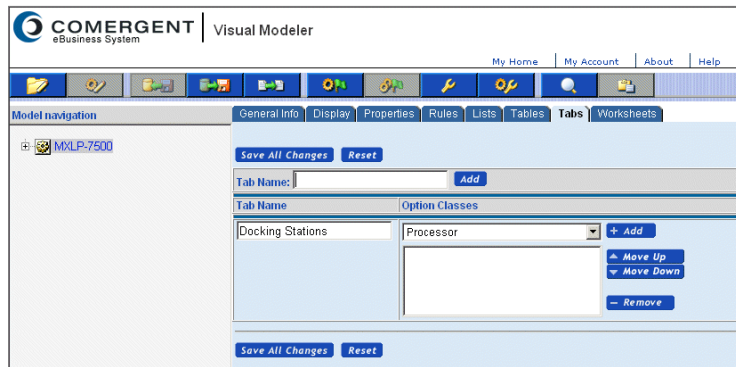 COMERGENT
eBusiness System
Visual Modeler
My Home My Account About Help
Model navigation
General Info Display Properties Rules Lists Tables Tabs Worksheets
MXLP-7500
Save All Changes Reset
Tab Name: Add
Tab Name Option Classes
Docking Stations Processor + Add
Move Up
Move Down
− Remove
Save All Changes Reset